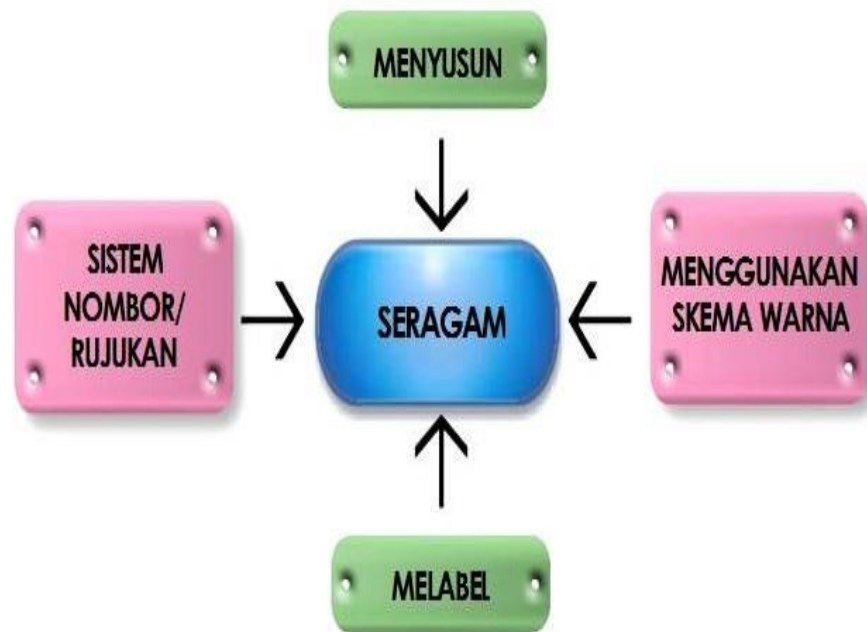 MENYUSUN
SISTEM
NOMBOR/
RUJUKAN
SERAGAM
MENGGUNAKAN
SKEMA WARNA
MELABEL